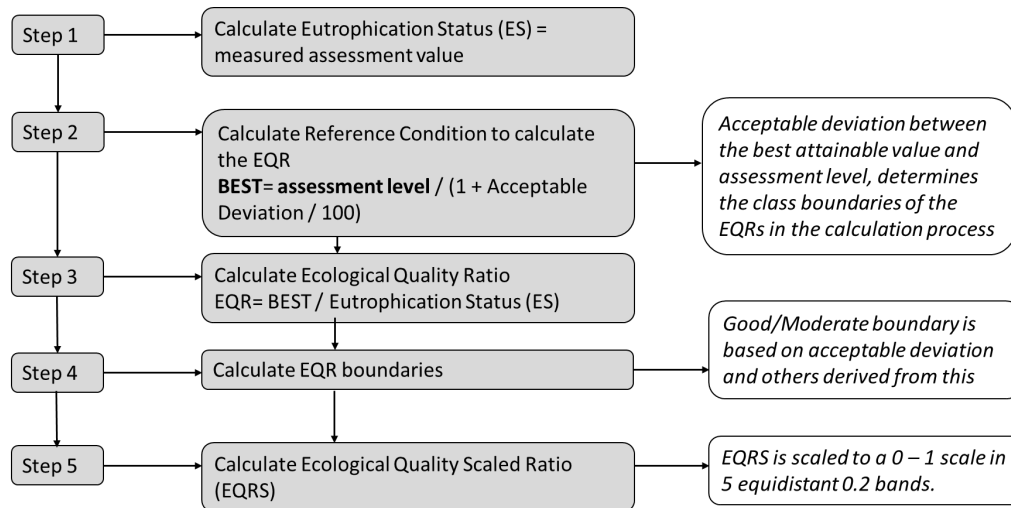 Step 1
Calculate Eutrophication Status (ES) =
measured assessment value
Step 2
Calculate Reference Condition to calculate
the EQR
BEST= assessment level / (1 + Acceptable
Deviation / 100)
Acceptable deviation between
the best attainable value and
assessment level, determines
the class boundaries of the
EQRs in the calculation process
Step 3
Calculate Ecological Quality Ratio
EQR= BEST / Eutrophication Status (ES)
Step 4
Calculate EQR boundaries
Good/Moderate boundary is
based on acceptable deviation
and others derived from this
Step 5
Calculate Ecological Quality Scaled Ratio
(EQRS)
EQRS is scaled to a 0 – 1 scale in
5 equidistant 0.2 bands.